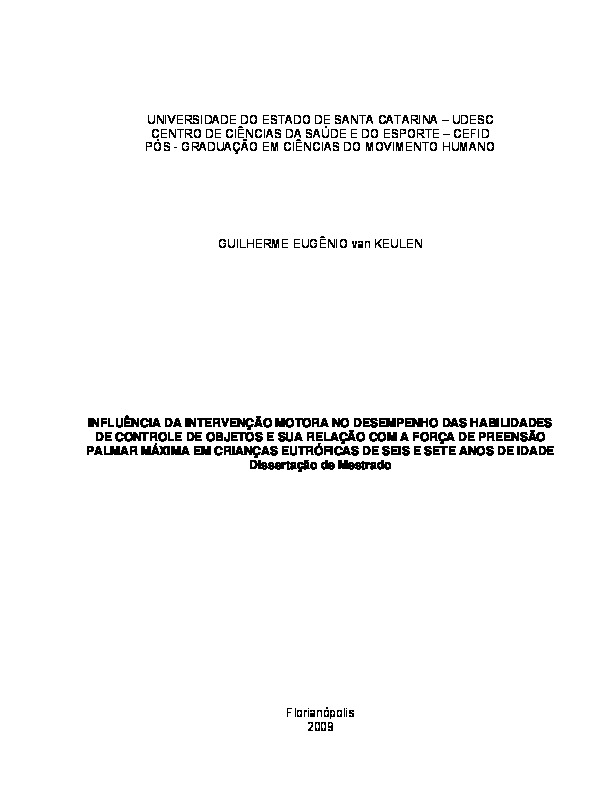 UNIVERSIDADE DO ESTADO DE SANTA CATARINA – UDESC
CENTRO DE CIÊNCIAS DA SAÚDE E DO ESPORTE – CEFID
PÓS - GRADUAÇÃO EM CIÊNCIAS DO MOVIMENTO HUMANO
GUILHERME EUGÊNIO van KEULEN
INFLUÊNCIA DA INTERVENÇÃO MOTORA NO DESEMPENHO DAS HABILIDADES
DE CONTROLE DE OBJETOS E SUA RELAÇÃO COM A FORÇA DE PREENSÃO
PALMAR MÁXIMA EM CRIANÇAS EUTRÓFICAS DE SEIS E SETE ANOS DE IDADE
Dissertação de Mestrado
Florianópolis
2009